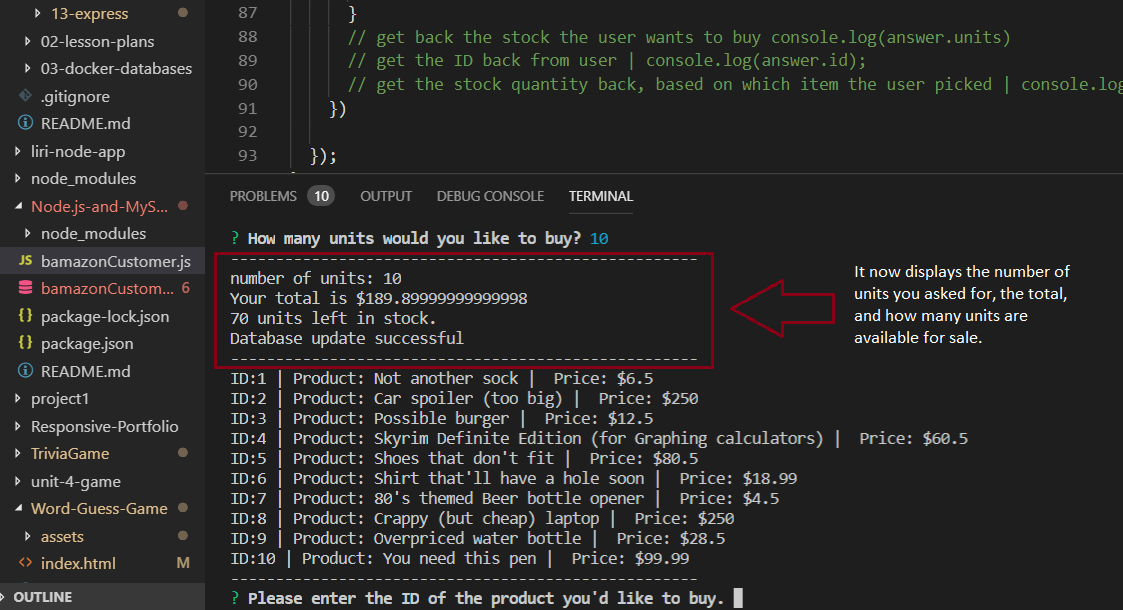 13-express
02-lesson-plans
03-docker-databases
.gitignore
README.md
liri-node-app
node_modules
Node.js-and-MyS...
node_modules
JS bamazonCustomer.js
bamazonCustom... 6
{} package-lock.json
{} package.json
README.md
project1
Responsive-Portfolio
TriviaGame
unit-4-game
Word-Guess-Game
assets
<> index.html M
OUTLINE
87 }
88 // get back the stock the user wants to buy console.log(answer.units)
89 // get the ID back from user | console.log(answer.id);
90 // get the stock quantity back, based on which item the user picked | console.log
91 })
92
93 });
PROBLEMS 10 OUTPUT DEBUG CONSOLE TERMINAL
? How many units would you like to buy? 10
----------------------------------------------------
number of units: 10
Your total is $189.89999999999998
70 units left in stock.
Database update successful
----------------------------------------------------
ID:1 | Product: Not another sock | Price: $6.5
ID:2 | Product: Car spoiler (too big) | Price: $250
ID:3 | Product: Possible burger | Price: $12.5
ID:4 | Product: Skyrim Definite Edition (for Graphing calculators) | Price: $60.5
ID:5 | Product: Shoes that don't fit | Price: $80.5
ID:6 | Product: Shirt that'll have a hole soon | Price: $18.99
ID:7 | Product: 80's themed Beer bottle opener | Price: $4.5
ID:8 | Product: Crappy (but cheap) laptop | Price: $250
ID:9 | Product: Overpriced water bottle | Price: $28.5
ID:10 | Product: You need this pen | Price: $99.99
----------------------------------------------------
? Please enter the ID of the product you'd like to buy.
It now displays the number of
units you asked for, the total,
and how many units are
available for sale.